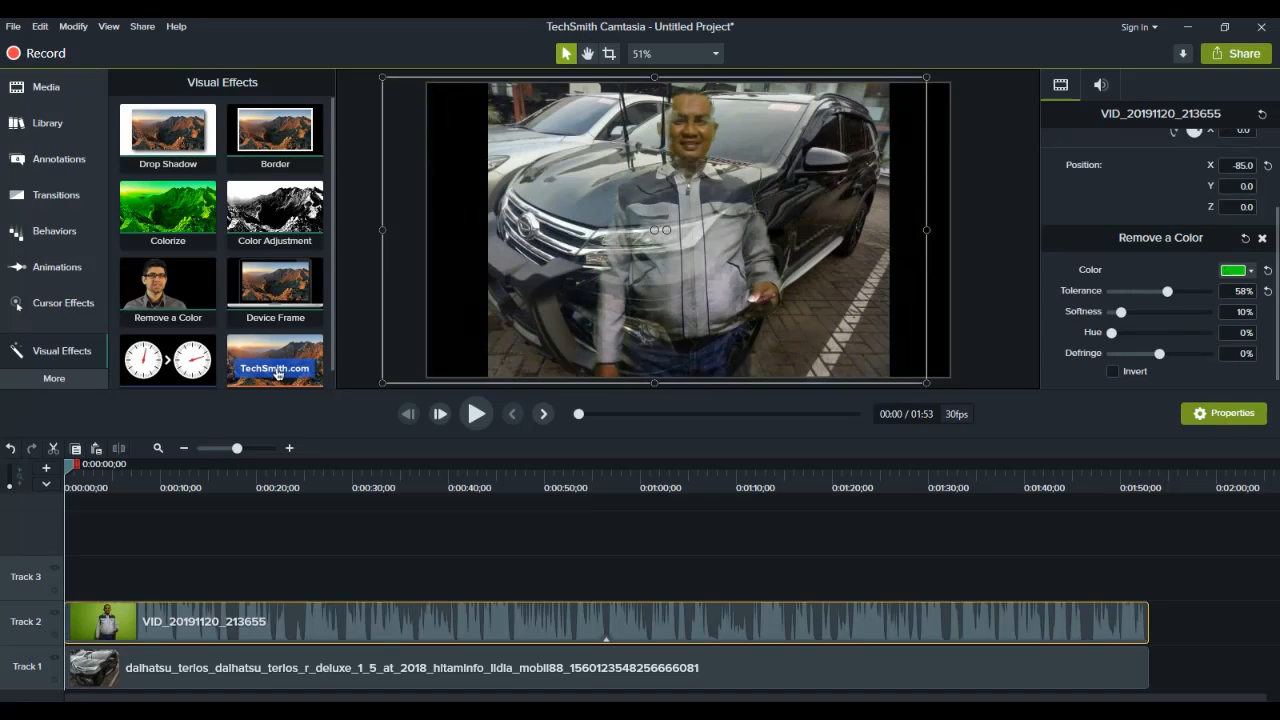 File Edit Modify View Share Help
TechSmith Camtasia - Untitled Project*
Sign in
Record
51%
Share
Media
Library
Annotations
Transitions
Behaviors
Animations
Cursor Effects
Visual Effects
More
Visual Effects
Drop Shadow
Border
Colorize
Color Adjustment
Remove a Color
Device Frame
TechSmith.com
VID_20191120_213655
X 0.0
Position: X -85.0
Y 0.0
Z 0.0
Remove a Color
Color
Tolerance 58%
Softness 10%
Hue 0%
Defringe 0%
Invert
00:00 / 01:53 30fps
Properties
0:00:00;00
0:00:00;00 0:00:10;00 0:00:20;00 0:00:30;00 0:00:40;00 0:00:50;00 0:01:00;00 0:01:10;00 0:01:20;00 0:01:30;00 0:01:40;00 0:01:50;00 0:02:00;00
Track 3
Track 2 VID_20191120_213655
Track 1 daihatsu_terios_daihatsu_terios_r_deluxe_1_5_at_2018_hitaminfo_lidia_mobil88_1560123548256666081